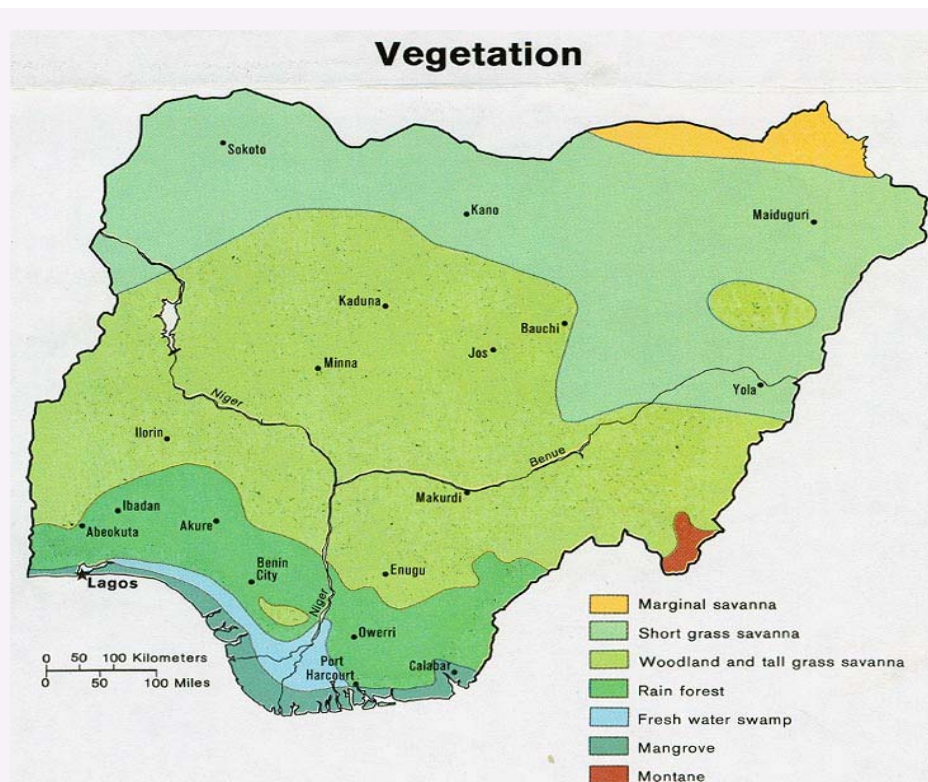 Vegetation
Sokoto
Kano
Maiduguri
Kaduna
Bauchi
Jos
Minna
Yola
Niger
Ilorin
Benue
Makurdi
Ibadan
Abeokuta
Akure
Benin
City
Enugu
Lagos
Niger
Owerri
Port
Harcourt
Calabar
0 50 100 Kilometers
0 50 100 Miles
Marginal savanna
Short grass savanna
Woodland and tall grass savanna
Rain forest
Fresh water swamp
Mangrove
Montane